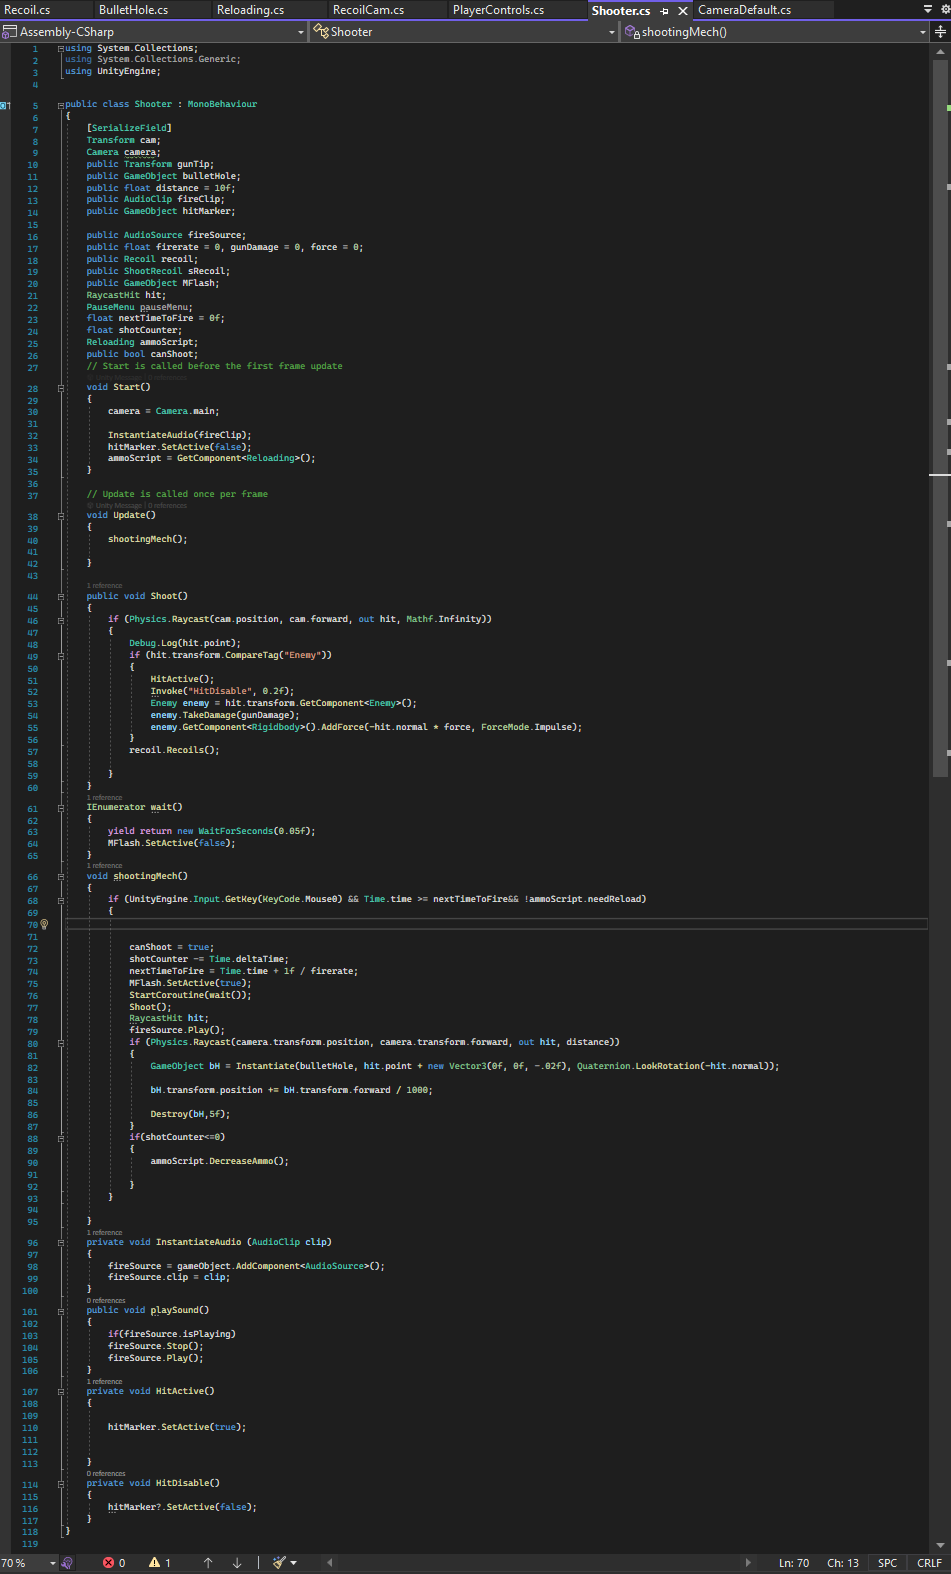 Recoil.cs BulletHole.cs Reloading.cs RecoilCam.cs PlayerControls.cs Shooter.cs CameraDefault.cs
Assembly-CSharp Shooter shootingMech()
1 using System.Collections;
2 using System.Collections.Generic;
3 using UnityEngine;
4
5 public class Shooter : MonoBehaviour
6 {
7 [SerializeField]
8 Transform cam;
9 Camera camera;
10 public Transform gunTip;
11 public GameObject bulletHole;
12 public float distance = 10f;
13 public AudioClip fireClip;
14 public GameObject hitMarker;
15
16 public AudioSource fireSource;
17 public float firerate = 0, gunDamage = 0, force = 0;
18 public Recoil recoil;
19 public ShootRecoil sRecoil;
20 public GameObject MFlash;
21 RaycastHit hit;
22 PauseMenu pauseMenu;
23 float nextTimeToFire = 0f;
24 float shotCounter;
25 Reloading ammoScript;
26 public bool canShoot;
27 // Start is called before the first frame update
Unity Message | 0 references
28 void Start()
29 {
30 camera = Camera.main;
31
32 InstantiateAudio(fireClip);
33 hitMarker.SetActive(false);
34 ammoScript = GetComponent<Reloading>();
35 }
36
37 // Update is called once per frame
Unity Message | 0 references
38 void Update()
39 {
40 shootingMech();
41
42 }
43
1 reference
44 public void Shoot()
45 {
46 if (Physics.Raycast(cam.position, cam.forward, out hit, Mathf.Infinity))
47 {
48 Debug.Log(hit.point);
49 if (hit.transform.CompareTag("Enemy"))
50 {
51 HitActive();
52 Invoke("HitDisable", 0.2f);
53 Enemy enemy = hit.transform.GetComponent<Enemy>();
54 enemy.TakeDamage(gunDamage);
55 enemy.GetComponent<Rigidbody>().AddForce(-hit.normal * force, ForceMode.Impulse);
56 }
57 recoil.Recoils();
58
59 }
60 }
1 reference
61 IEnumerator wait()
62 {
63 yield return new WaitForSeconds(0.05f);
64 MFlash.SetActive(false);
65 }
1 reference
66 void shootingMech()
67 {
68 if (UnityEngine.Input.GetKey(KeyCode.Mouse0) && Time.time >= nextTimeToFire&& !ammoScript.needReload)
69 {
70
71
72 canShoot = true;
73 shotCounter -= Time.deltaTime;
74 nextTimeToFire = Time.time + 1f / firerate;
75 MFlash.SetActive(true);
76 StartCoroutine(wait());
77 Shoot();
78 RaycastHit hit;
79 fireSource.Play();
80 if (Physics.Raycast(camera.transform.position, camera.transform.forward, out hit, distance))
81 {
82 GameObject bH = Instantiate(bulletHole, hit.point + new Vector3(0f, 0f, -.02f), Quaternion.LookRotation(-hit.normal));
83
84 bH.transform.position += bH.transform.forward / 1000;
85
86 Destroy(bH,5f);
87 }
88 if(shotCounter<=0)
89 {
90 ammoScript.DecreaseAmmo();
91
92 }
93 }
94
95 }
1 reference
96 private void InstantiateAudio (AudioClip clip)
97 {
98 fireSource = gameObject.AddComponent<AudioSource>();
99 fireSource.clip = clip;
100 }
0 references
101 public void playSound()
102 {
103 if(fireSource.isPlaying)
104 fireSource.Stop();
105 fireSource.Play();
106 }
1 reference
107 private void HitActive()
108 {
109
110 hitMarker.SetActive(true);
111
112
113 }
0 references
114 private void HitDisable()
115 {
116 hitMarker?.SetActive(false);
117 }
118 }
119
70 % 0 1 Ln: 70 Ch: 13 SPC CRLF